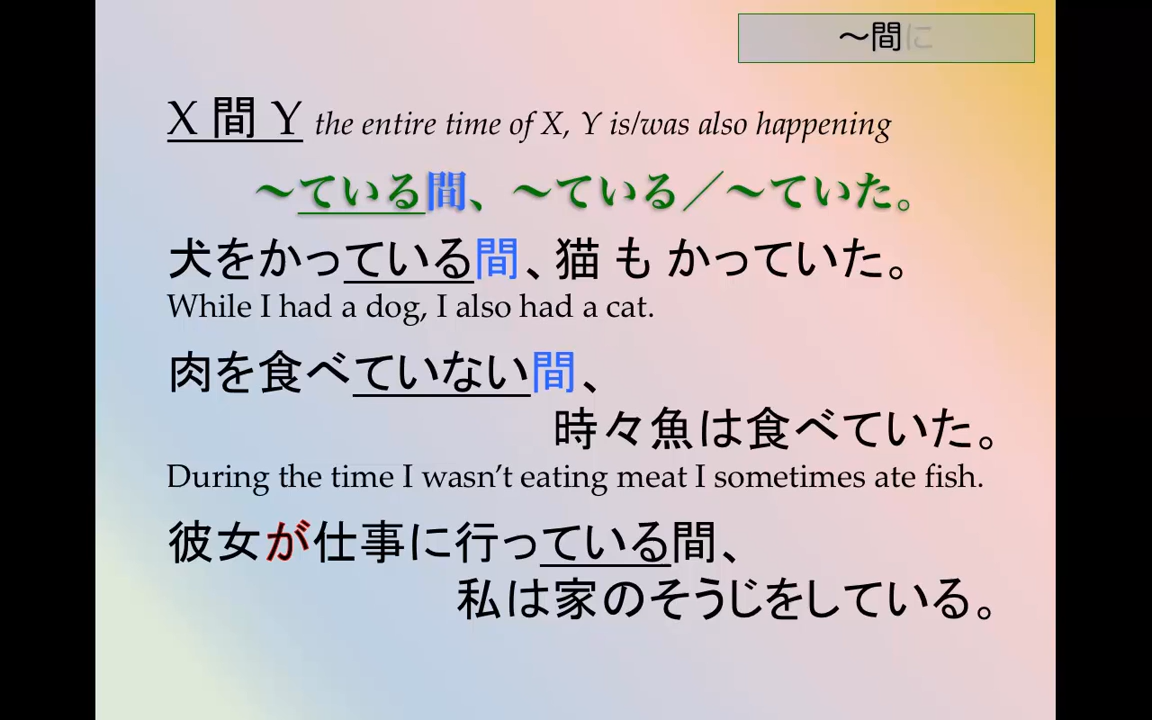 ～間に
X 間 Y the entire time of X, Y is/was also happening
～ている間、～ている／～ていた。
犬をかっている間、猫 も かっていた。
While I had a dog, I also had a cat.
肉を食べていない間、
時々魚は食べていた。
During the time I wasn't eating meat I sometimes ate fish.
彼女が仕事に行っている間、
私は家のそうじをしている。